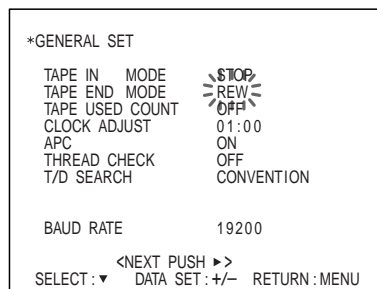 *GENERAL SET
TAPE IN MODE STOP
TAPE END MODE REW
TAPE USED COUNT OFF
CLOCK ADJUST 01:00
APC ON
THREAD CHECK OFF
T/D SEARCH CONVENTION
BAUD RATE 19200
<NEXT PUSH ►>
SELECT:▼ DATA SET:+/– RETURN:MENU